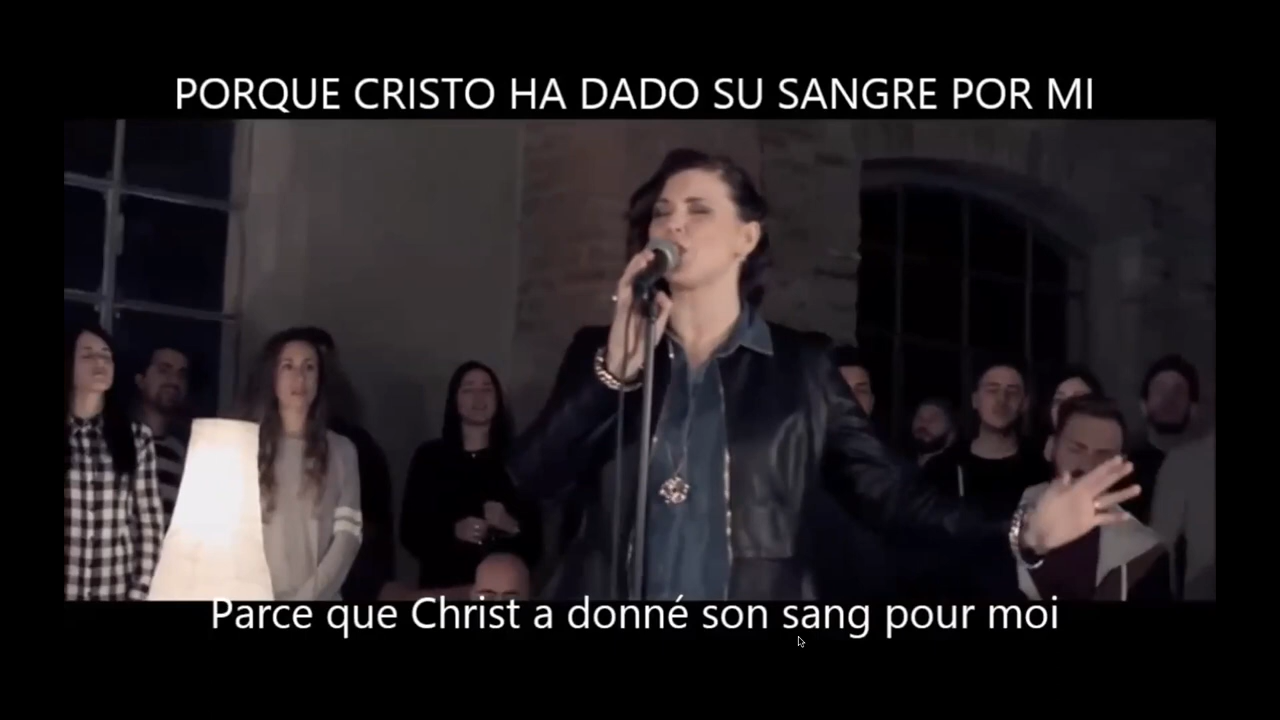 PORQUE CRISTO HA DADO SU SANGRE POR MI
Parce que Christ a donné son sang pour moi